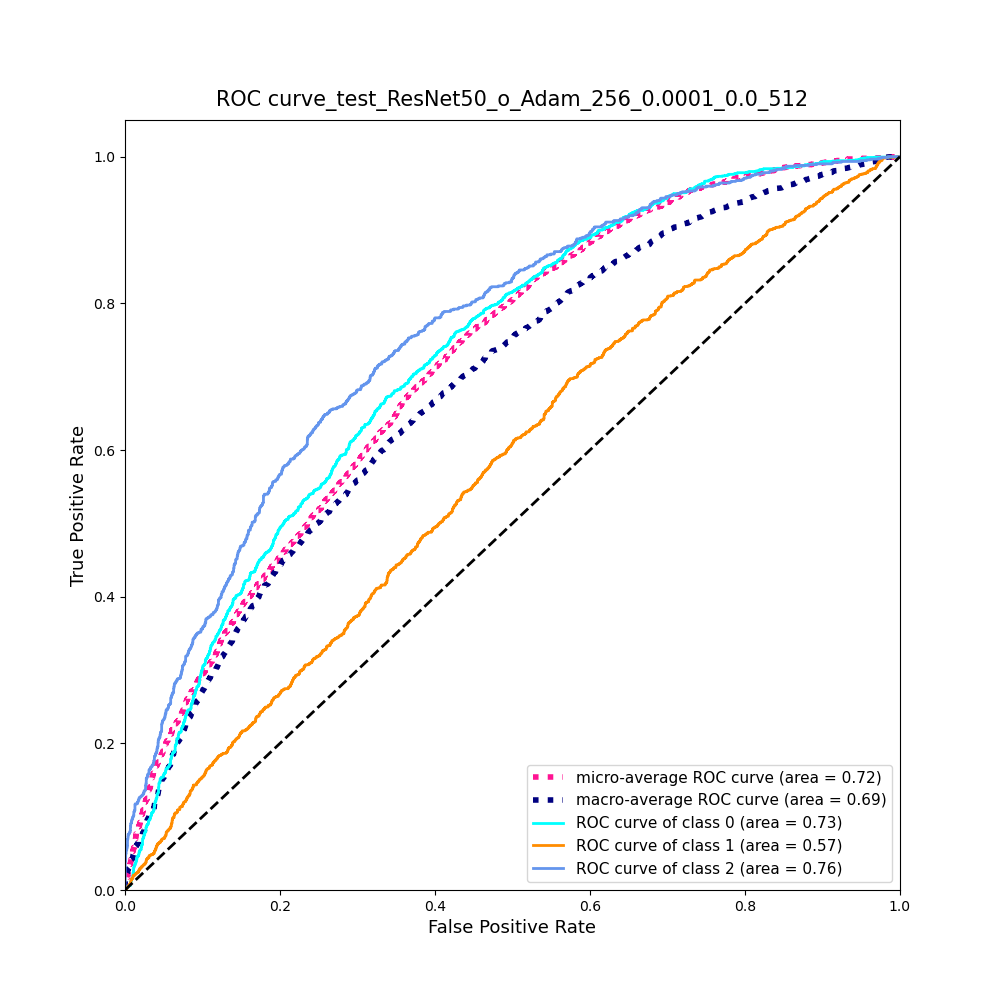 ROC curve_test_ResNet50_o_Adam_256_0.0001_0.0_512
True Positive Rate
1.0
0.8
0.6
0.4
0.2
0.0
micro-average ROC curve (area = 0.72)
macro-average ROC curve (area = 0.69)
ROC curve of class 0 (area = 0.73)
ROC curve of class 1 (area = 0.57)
ROC curve of class 2 (area = 0.76)
0.0 0.2 0.4 0.6 0.8 1.0
False Positive Rate